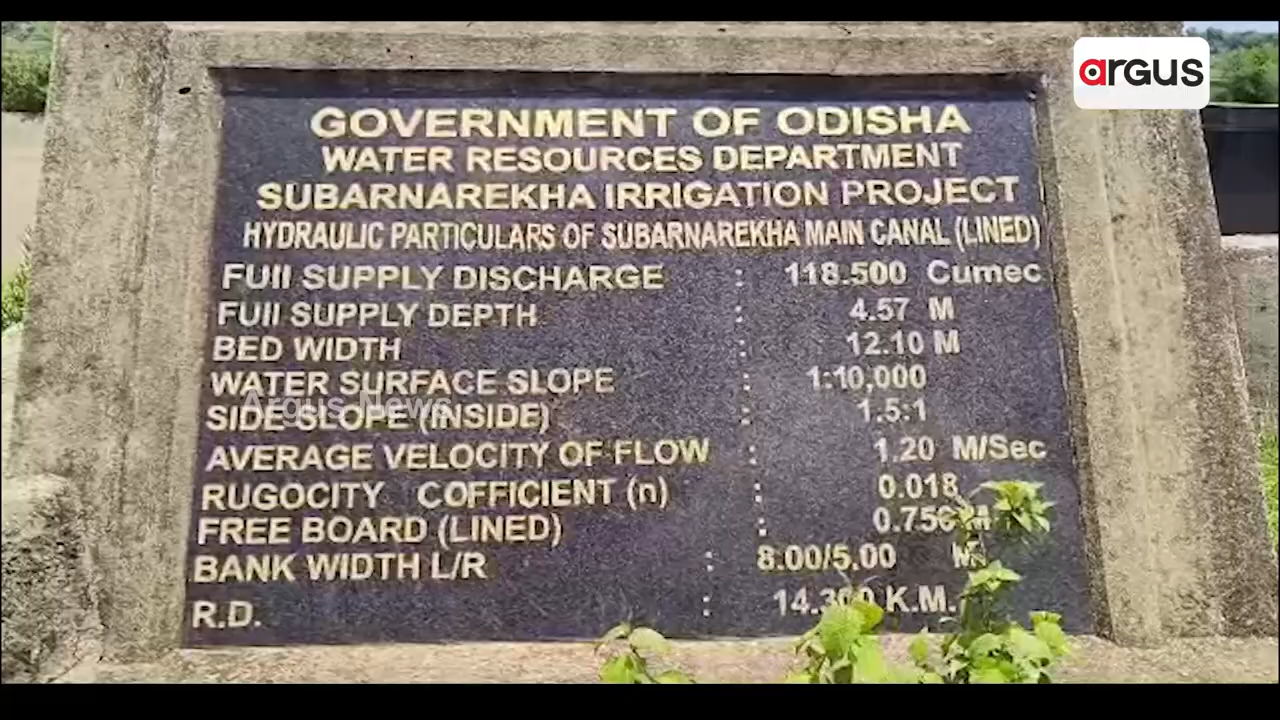 argus
GOVERNMENT OF ODISHA
WATER RESOURCES DEPARTMENT
SUBARNAREKHA IRRIGATION PROJECT
HYDRAULIC PARTICULARS OF SUBARNAREKHA MAIN CANAL (LINED)
FUII SUPPLY DISCHARGE : 118.500 Cumec
FUII SUPPLY DEPTH : 4.57 M
BED WIDTH : 12.10 M
WATER SURFACE SLOPE : 1:10,000
Argus News
SIDE SLOPE (INSIDE) : 1.5:1
AVERAGE VELOCITY OF FLOW : 1.20 M/Sec
RUGOCITY COFFICIENT (n) : 0.018
FREE BOARD (LINED) : M
BANK WIDTH L/R : 8.00/5.00 M
R.D. : K.M.